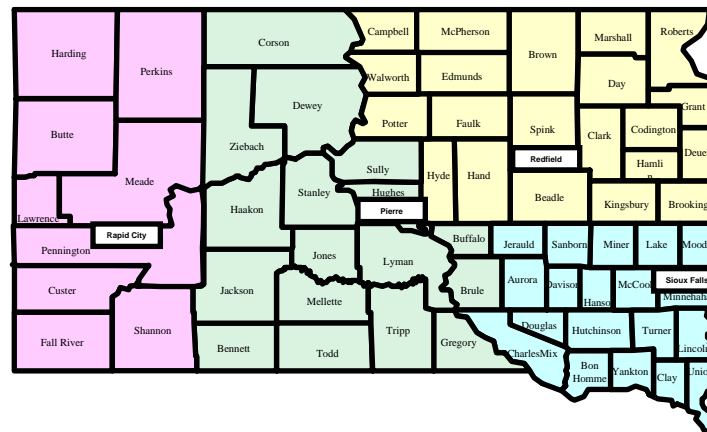 Harding
Perkins
Corson
Campbell
McPherson
Brown
Marshall
Roberts
Walworth
Edmunds
Day
Grant
Butte
Dewey
Potter
Faulk
Spink
Clark
Codington
Deue
Ziebach
Meade
Sully
Hyde
Hand
Redfield
Hamli
n
Lawrence
Haakon
Stanley
Hughes
Pierre
Beadle
Kingsbury
Brooking
Rapid City
Pennington
Buffalo
Jerauld
Sanborn
Miner
Lake
Mood
Jones
Lyman
Custer
Jackson
Mellette
Brule
Aurora
Davison
Hanso
McCook
Sioux Falls
Minnehah
Fall River
Shannon
Bennett
Todd
Tripp
Gregory
Douglas
CharlesMix
Hutchinson
Turner
Lincoln
Bon
Homme
Yankton
Clay
Unio